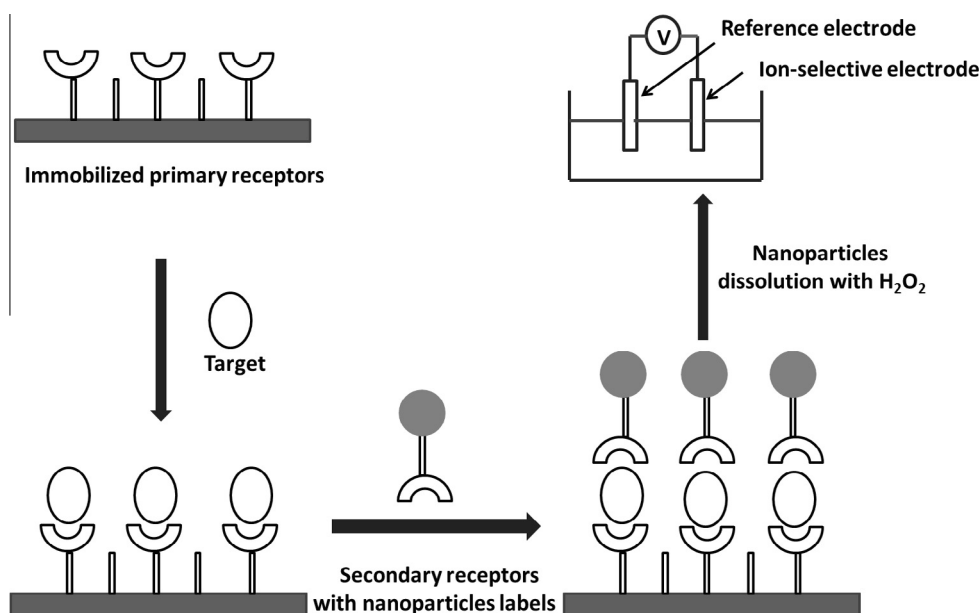 Immobilized primary receptors
Target
Secondary receptors
with nanoparticles labels
Nanoparticles
dissolution with H₂O₂
V
Reference electrode
Ion-selective electrode